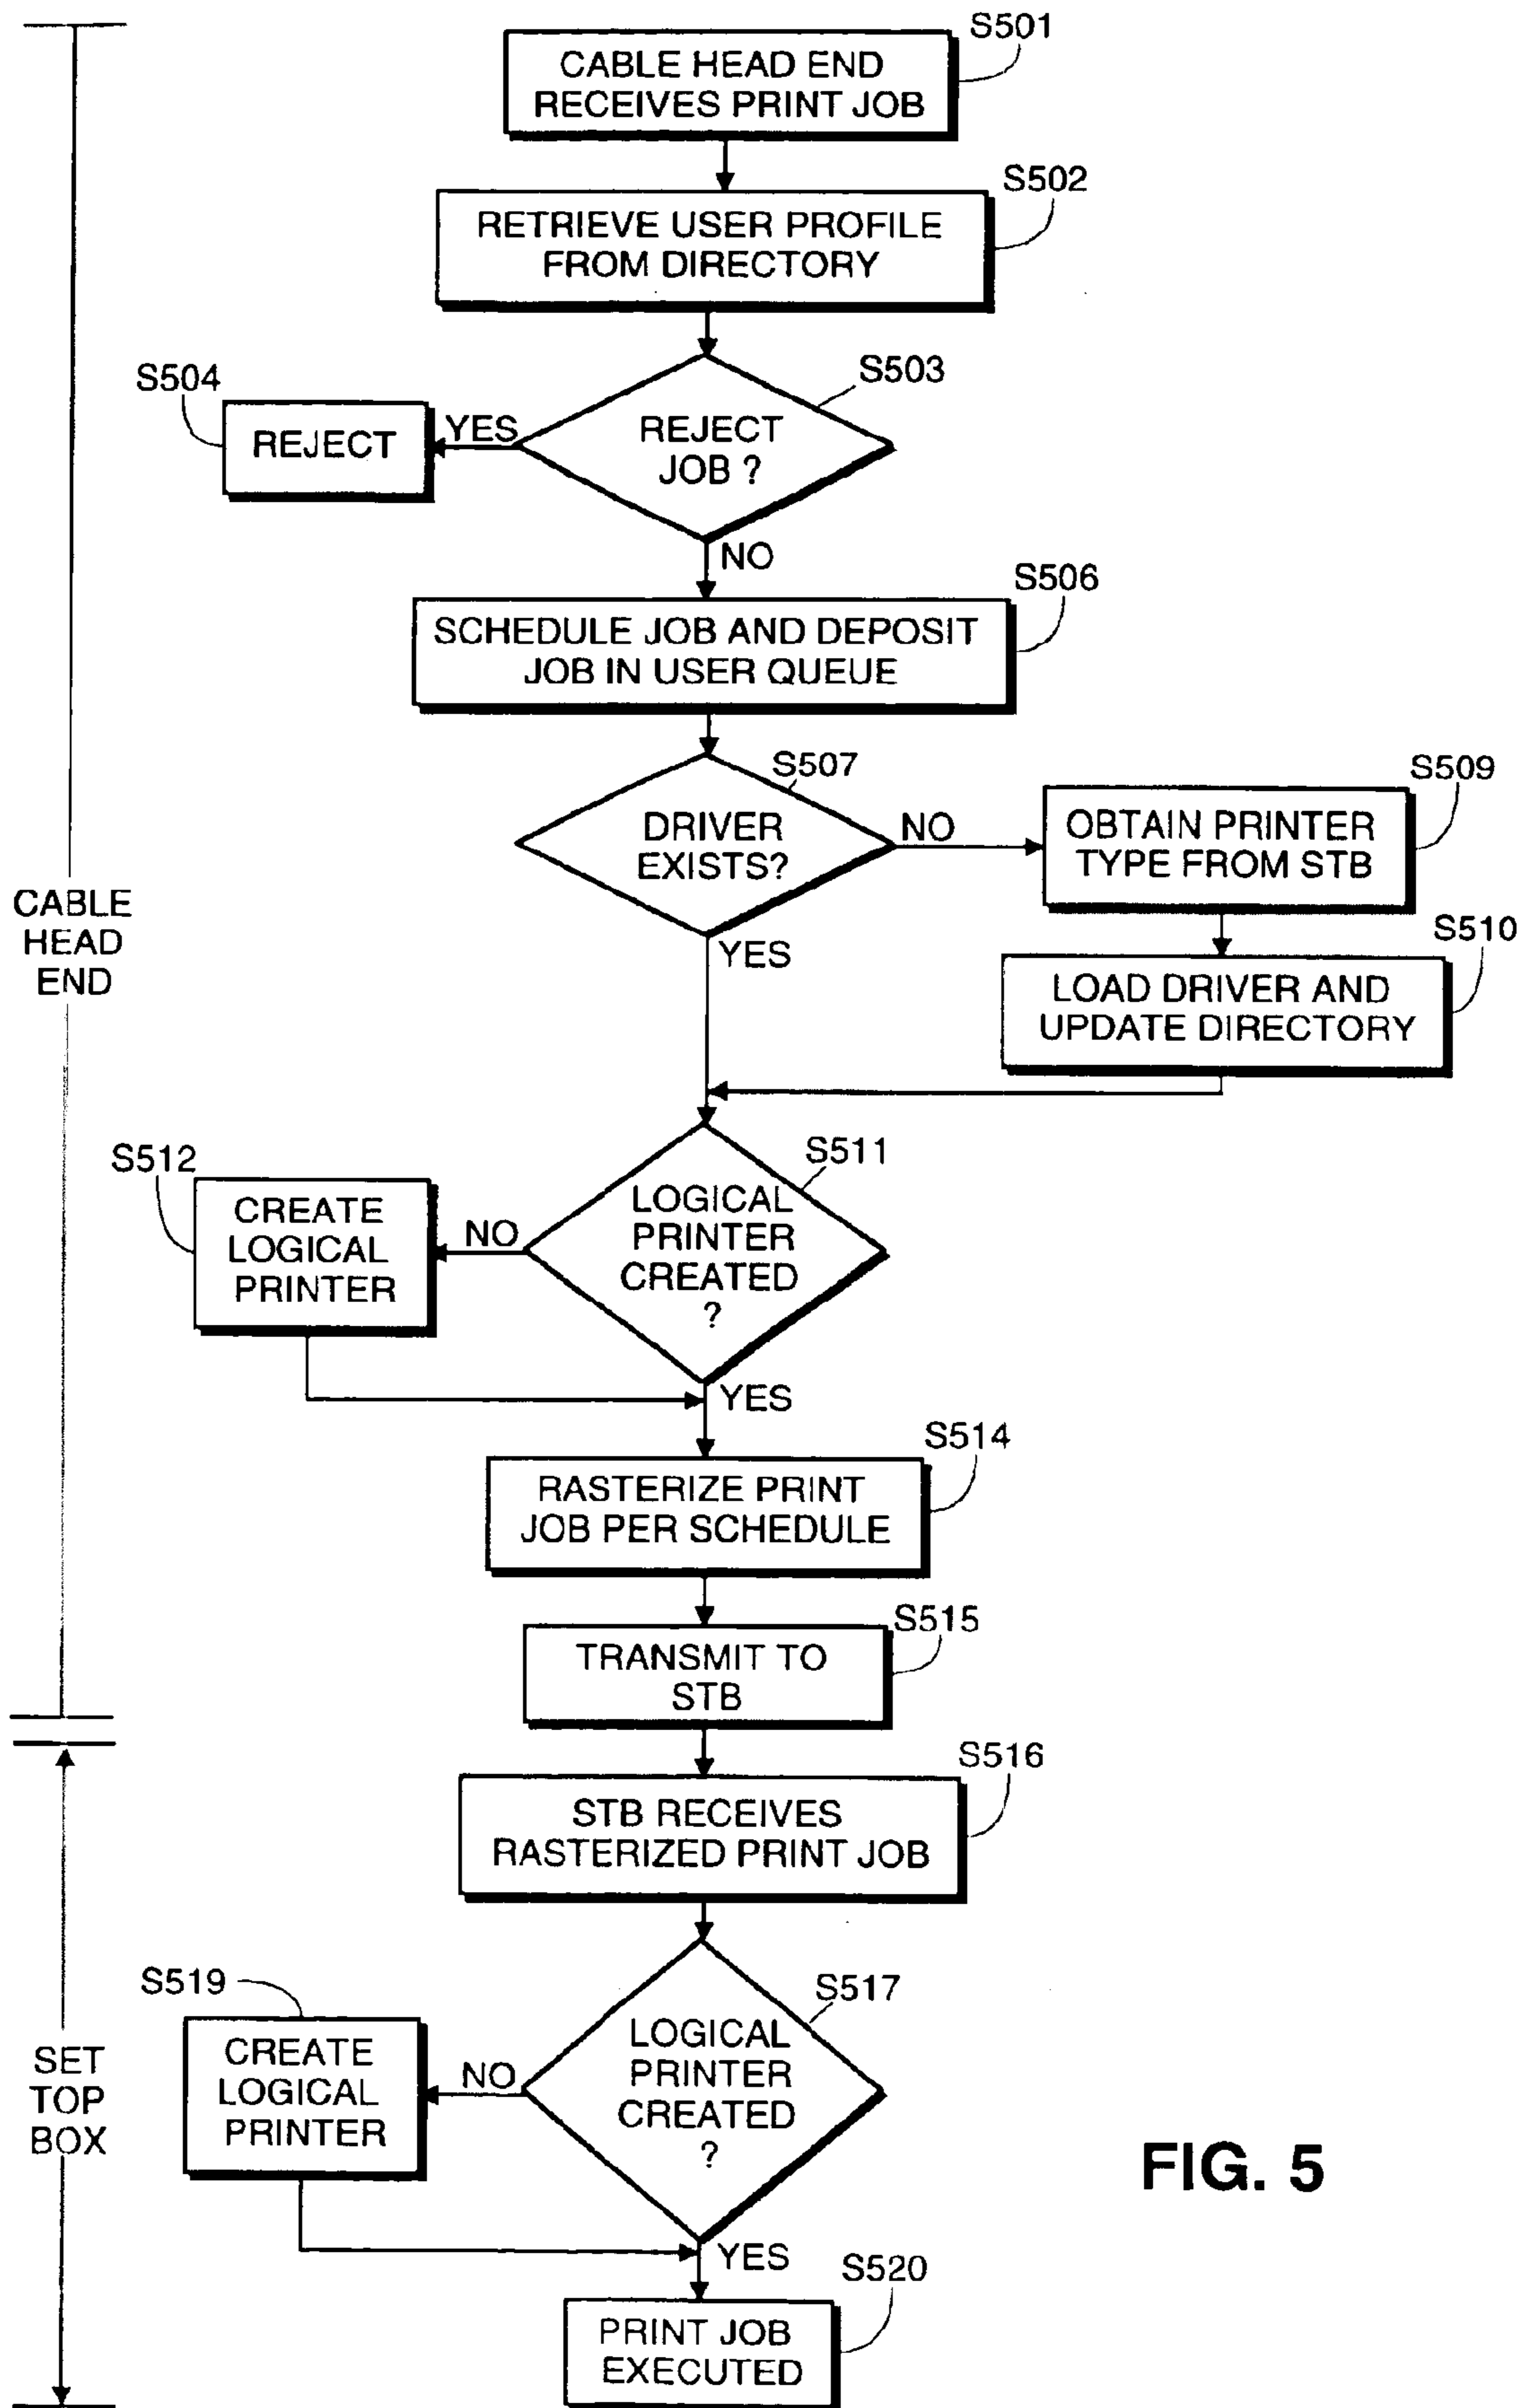 S501
CABLE HEAD END
RECEIVES PRINT JOB
S502
RETRIEVE USER PROFILE
FROM DIRECTORY
S503
S504
REJECT
YES
REJECT
JOB ?
NO
S506
SCHEDULE JOB AND DEPOSIT
JOB IN USER QUEUE
S507
DRIVER
EXISTS?
NO
S509
OBTAIN PRINTER
TYPE FROM STB
YES
S510
LOAD DRIVER AND
UPDATE DIRECTORY
CABLE
HEAD
END
S511
LOGICAL
PRINTER
CREATED
?
NO
S512
CREATE
LOGICAL
PRINTER
YES
S514
RASTERIZE PRINT
JOB PER SCHEDULE
S515
TRANSMIT TO
STB
S516
STB RECEIVES
RASTERIZED PRINT JOB
S517
LOGICAL
PRINTER
CREATED
?
NO
S519
CREATE
LOGICAL
PRINTER
SET
TOP
BOX
YES
S520
PRINT JOB
EXECUTED
FIG. 5